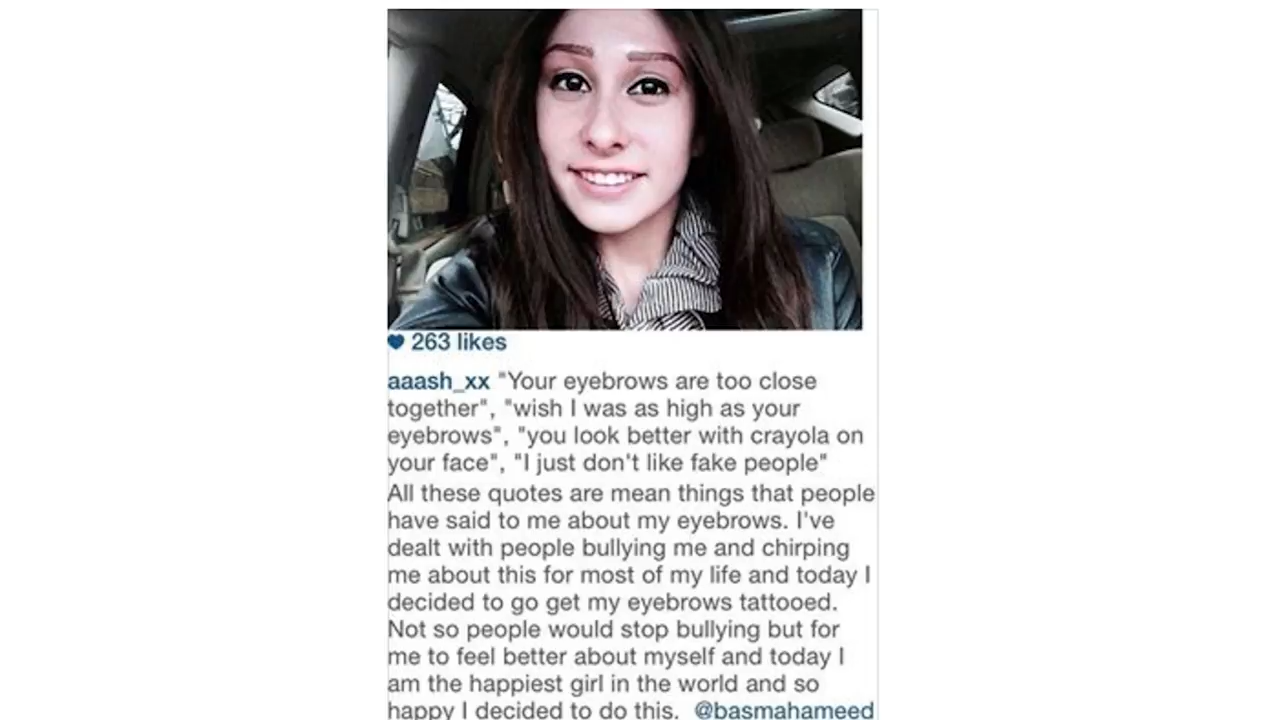 263 likes
aaash_xx "Your eyebrows are too close
together", "wish I was as high as your
eyebrows", "you look better with crayola on
your face", "I just don't like fake people"
All these quotes are mean things that people
have said to me about my eyebrows. I've
dealt with people bullying me and chirping
me about this for most of my life and today I
decided to go get my eyebrows tattooed.
Not so people would stop bullying but for
me to feel better about myself and today I
am the happiest girl in the world and so
happy I decided to do this. @basmahameed